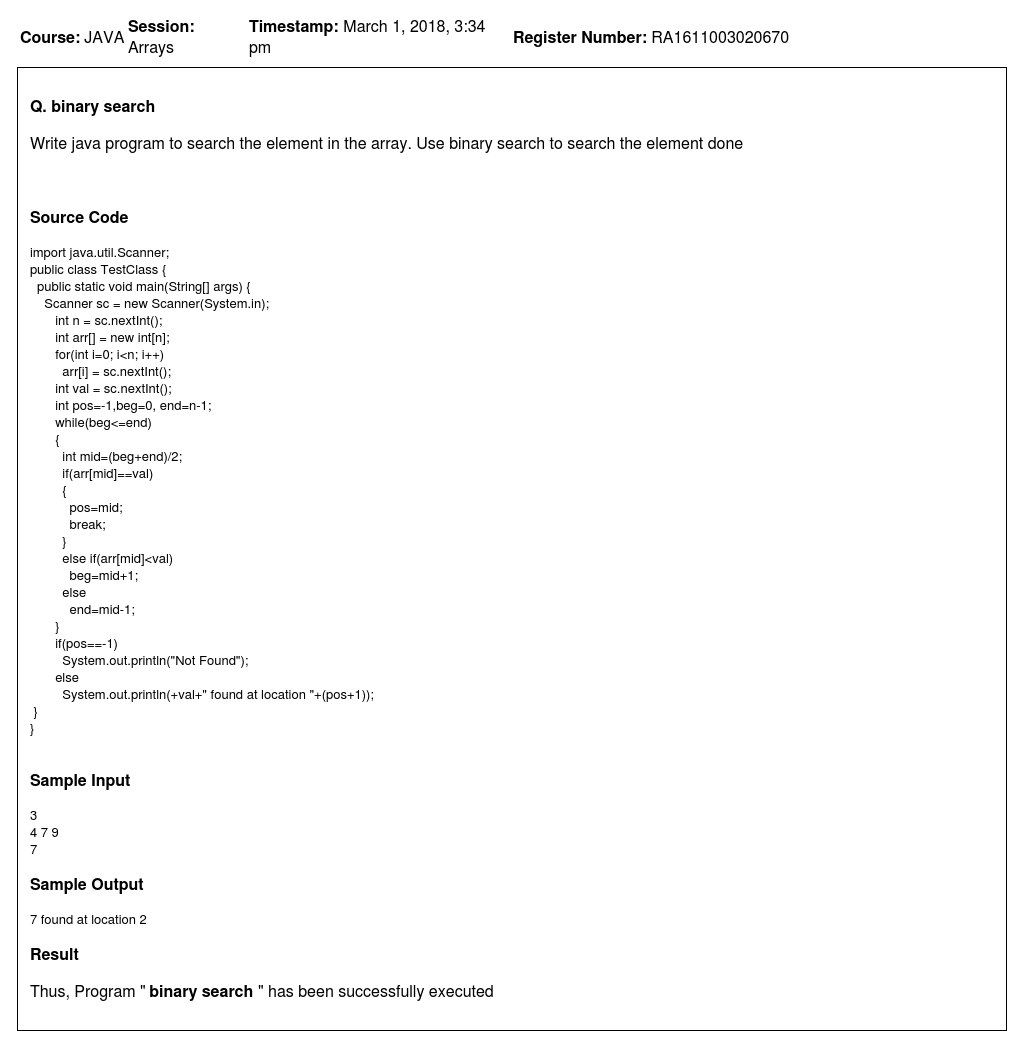 Course: JAVA Session: Arrays Timestamp: March 1, 2018, 3:34 pm Register Number: RA1611003020670
Q. binary search
Write java program to search the element in the array. Use binary search to search the element done
Source Code
import java.util.Scanner;
public class TestClass {
  public static void main(String[] args) {
    Scanner sc = new Scanner(System.in);
       int n = sc.nextInt();
       int arr[] = new int[n];
       for(int i=0; i<n; i++)
         arr[i] = sc.nextInt();
       int val = sc.nextInt();
       int pos=-1,beg=0, end=n-1;
       while(beg<=end)
       {
         int mid=(beg+end)/2;
         if(arr[mid]==val)
         {
           pos=mid;
           break;
         }
         else if(arr[mid]<val)
           beg=mid+1;
         else
           end=mid-1;
       }
       if(pos==-1)
         System.out.println("Not Found");
       else
         System.out.println(+val+" found at location "+(pos+1));
 }
}
Sample Input
3
4 7 9
7
Sample Output
7 found at location 2
Result
Thus, Program " binary search " has been successfully executed